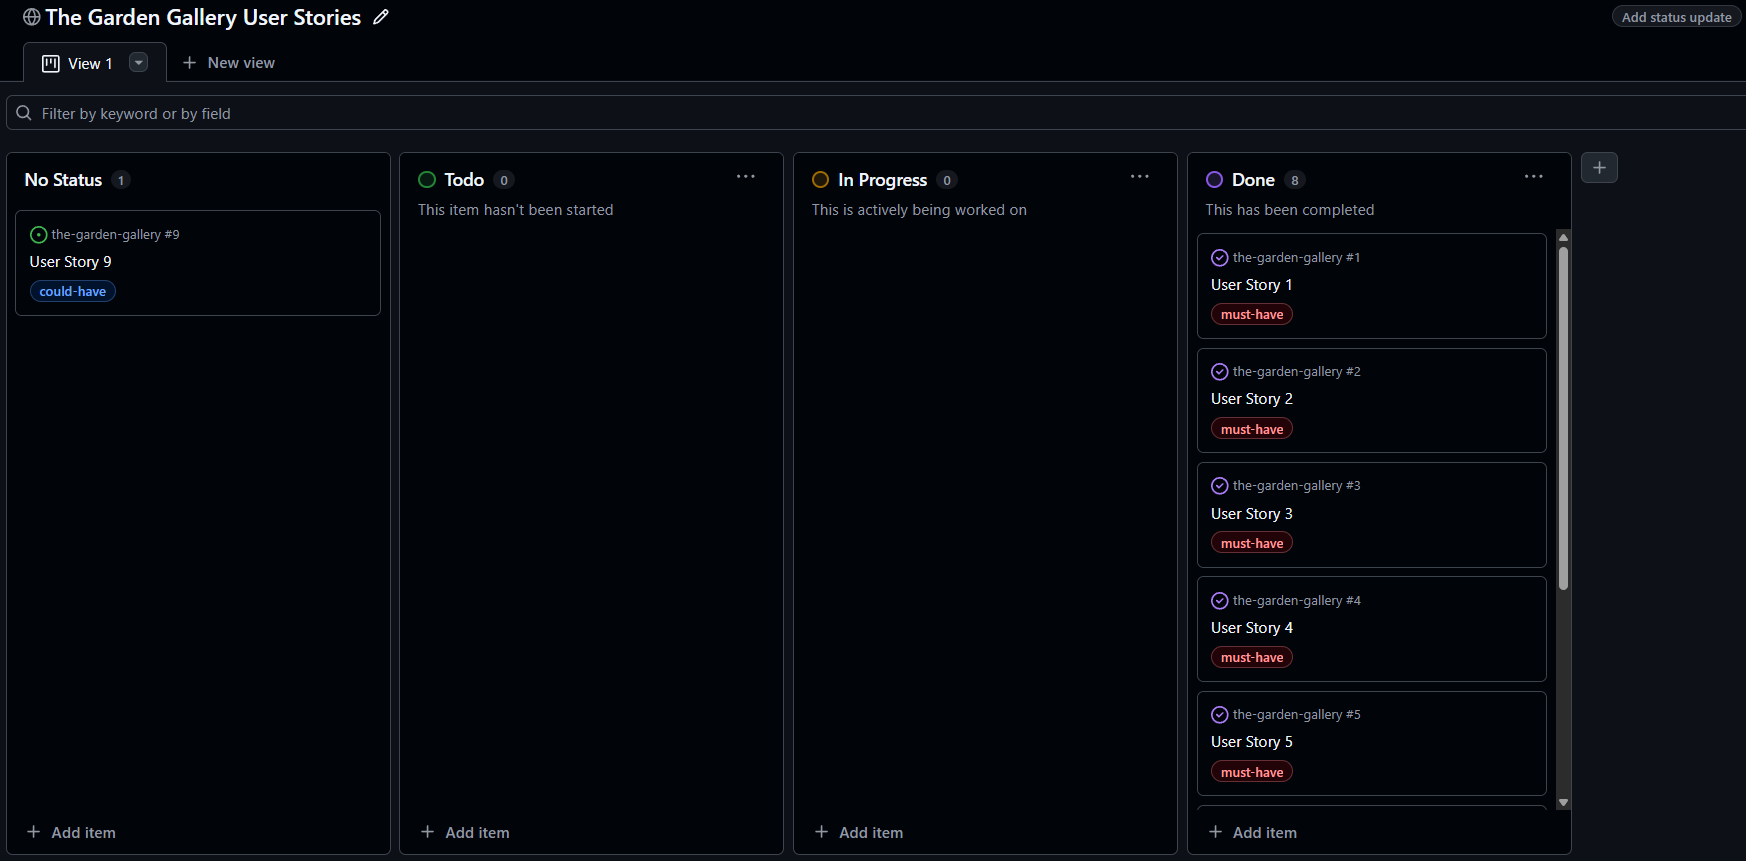 The Garden Gallery User Stories
Add status update
View 1
New view
Filter by keyword or by field
No Status 1
the-garden-gallery #9
User Story 9
could-have
Add item
Todo 0
This item hasn't been started
Add item
In Progress 0
This is actively being worked on
Add item
Done 8
This has been completed
the-garden-gallery #1
User Story 1
must-have
the-garden-gallery #2
User Story 2
must-have
the-garden-gallery #3
User Story 3
must-have
the-garden-gallery #4
User Story 4
must-have
the-garden-gallery #5
User Story 5
must-have
Add item